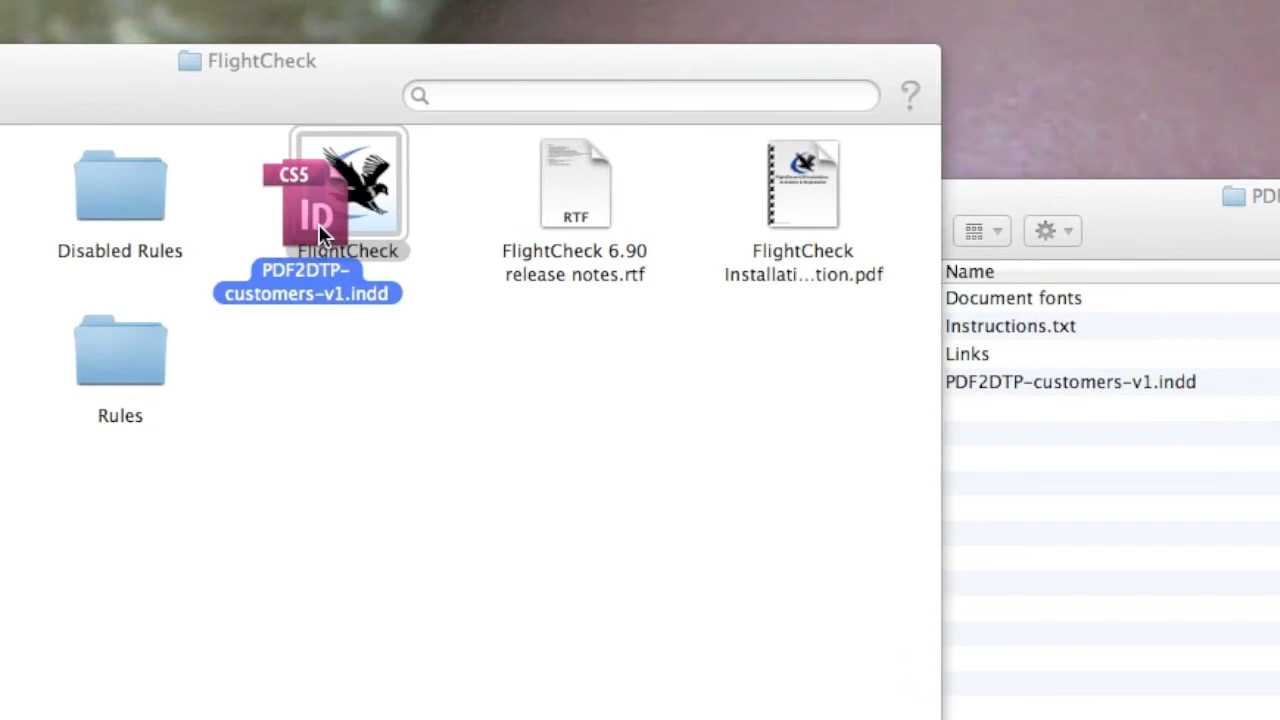 FlightCheck
?
CS5
Id
RTF
Disabled Rules
FlightCheck
FlightCheck 6.90
release notes.rtf
FlightCheck
Installati...tion.pdf
PDF2DTP-
customers-v1.indd
Rules
PD
Name
Document fonts
Instructions.txt
Links
PDF2DTP-customers-v1.indd